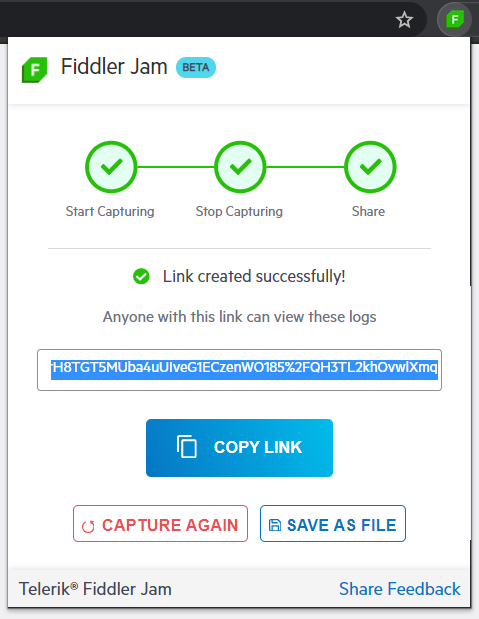 F
F Fiddler Jam BETA
Start Capturing Stop Capturing Share
Link created successfully!
Anyone with this link can view these logs
H8TGT5MUba4uUIveG1ECzenWO185%2FQH3TL2khOvwlXmq
COPY LINK
CAPTURE AGAIN SAVE AS FILE
Telerik® Fiddler Jam Share Feedback